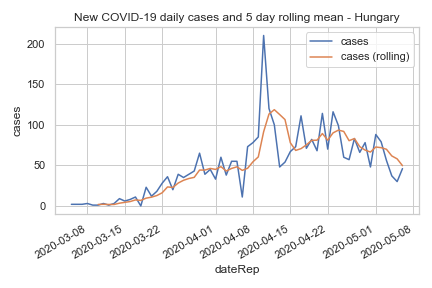 New COVID-19 daily cases and 5 day rolling mean - Hungary
cases
cases (rolling)
200
150
100
50
0
cases
2020-03-08
2020-03-15
2020-03-22
2020-04-01
2020-04-08
2020-04-15
2020-04-22
2020-05-01
2020-05-08
dateRep